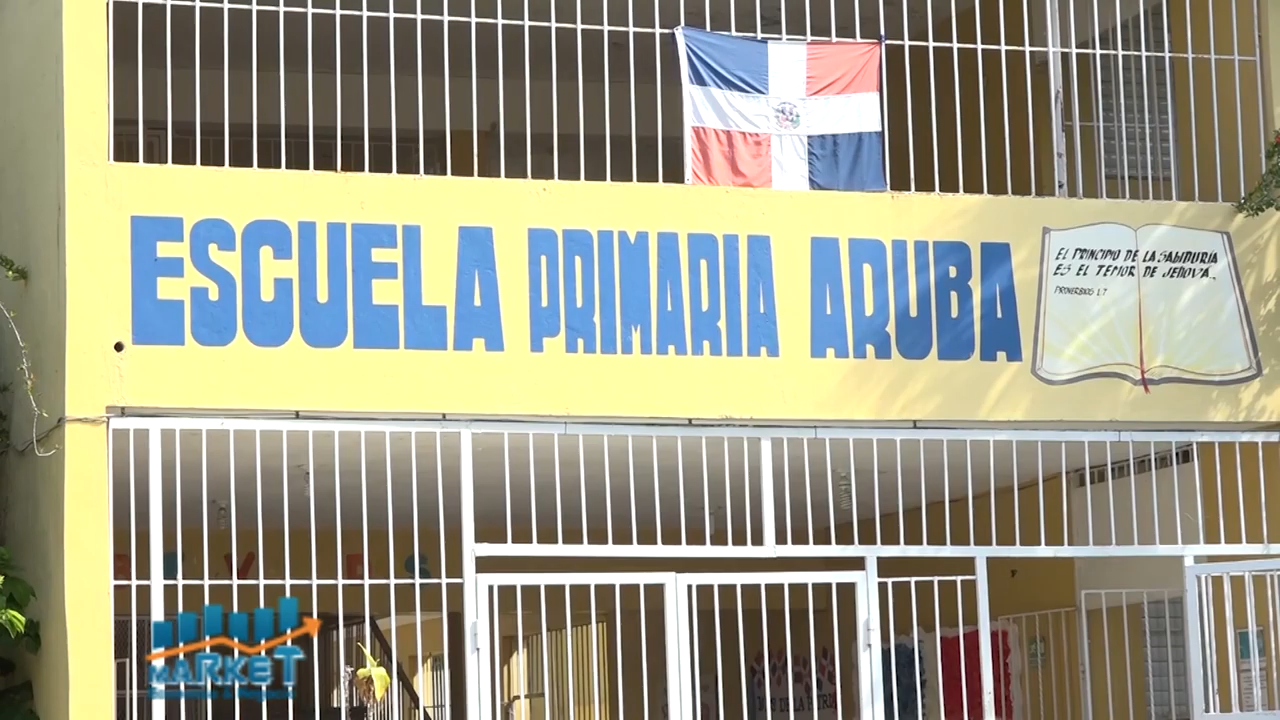 ESCUELA PRIMARIA ARUBA
EL PRINCIPIO DE LA SABIDURIA
ES EL TEMOR DE JEHOVA...
PROVERBIOS 1:7
MARKET